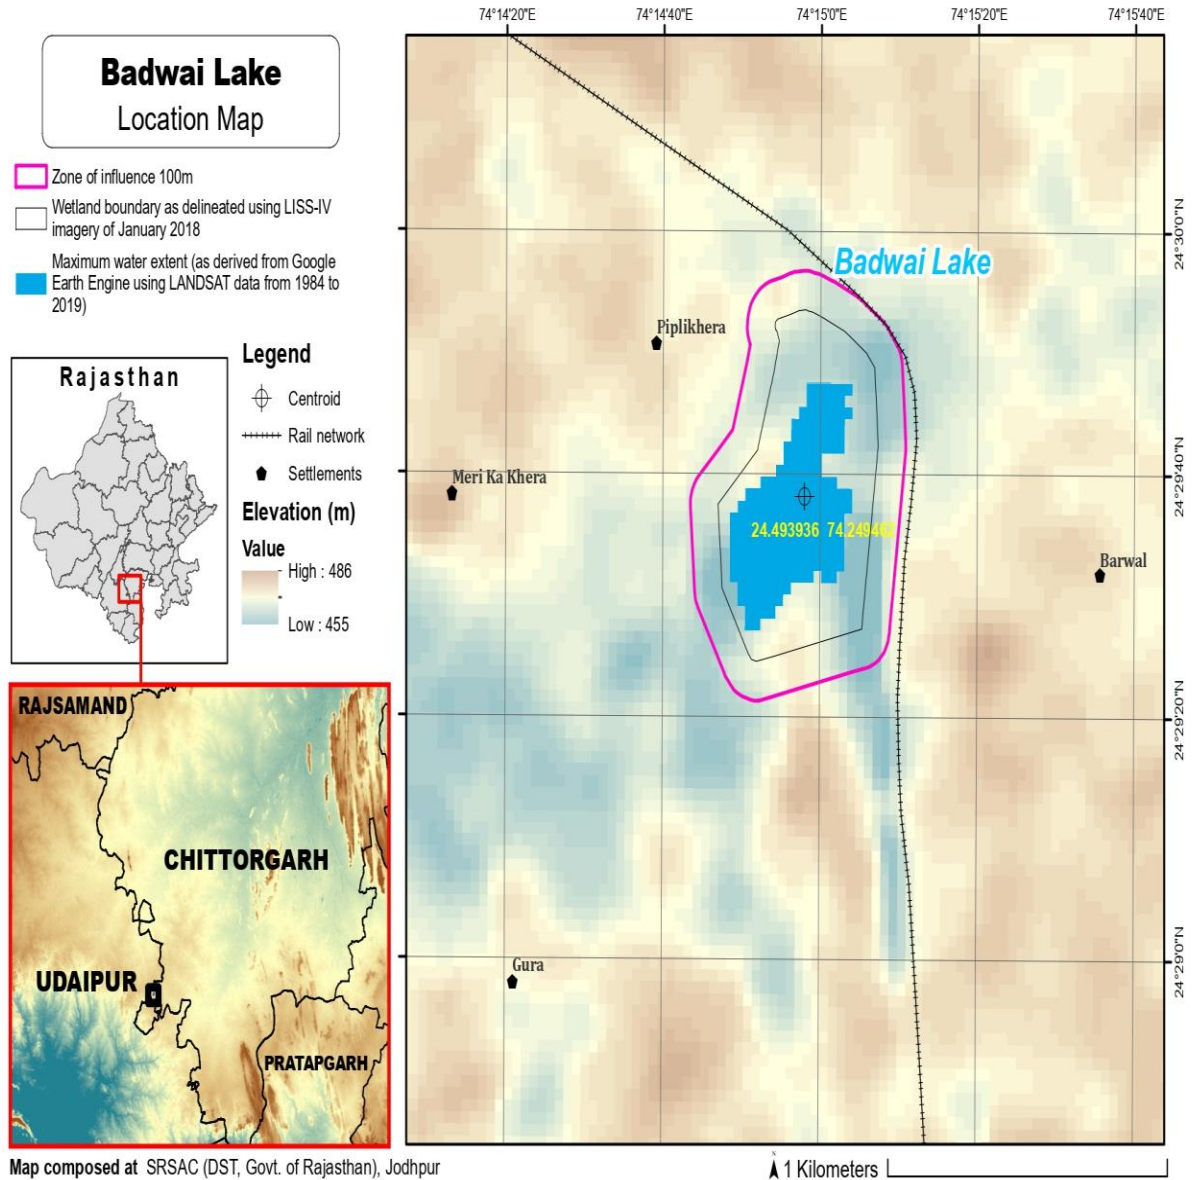 74°14'20"E
74°14'40"E
74°15'0"E
74°15'20"E
74°15'40"E
Badwai Lake
Location Map
Zone of influence 100m
Wetland boundary as delineated using LISS-IV
imagery of January 2018
Maximum water extent (as derived from Google
Earth Engine using LANDSAT data from 1984 to
2019)
Rajasthan
Legend
Centroid
Rail network
Settlements
Elevation (m)
Value
High : 486
Low : 455
RAJSAMAND
CHITTORGARH
UDAIPUR
PRATAPGARH
Badwai Lake
Piplikhera
Meri Ka Khera
24.493936 74.249462
Barwal
Gura
24°30'0"N
24°29'40"N
24°29'20"N
24°29'0"N
Map composed at SRSAC (DST, Govt. of Rajasthan), Jodhpur
N
1 Kilometers